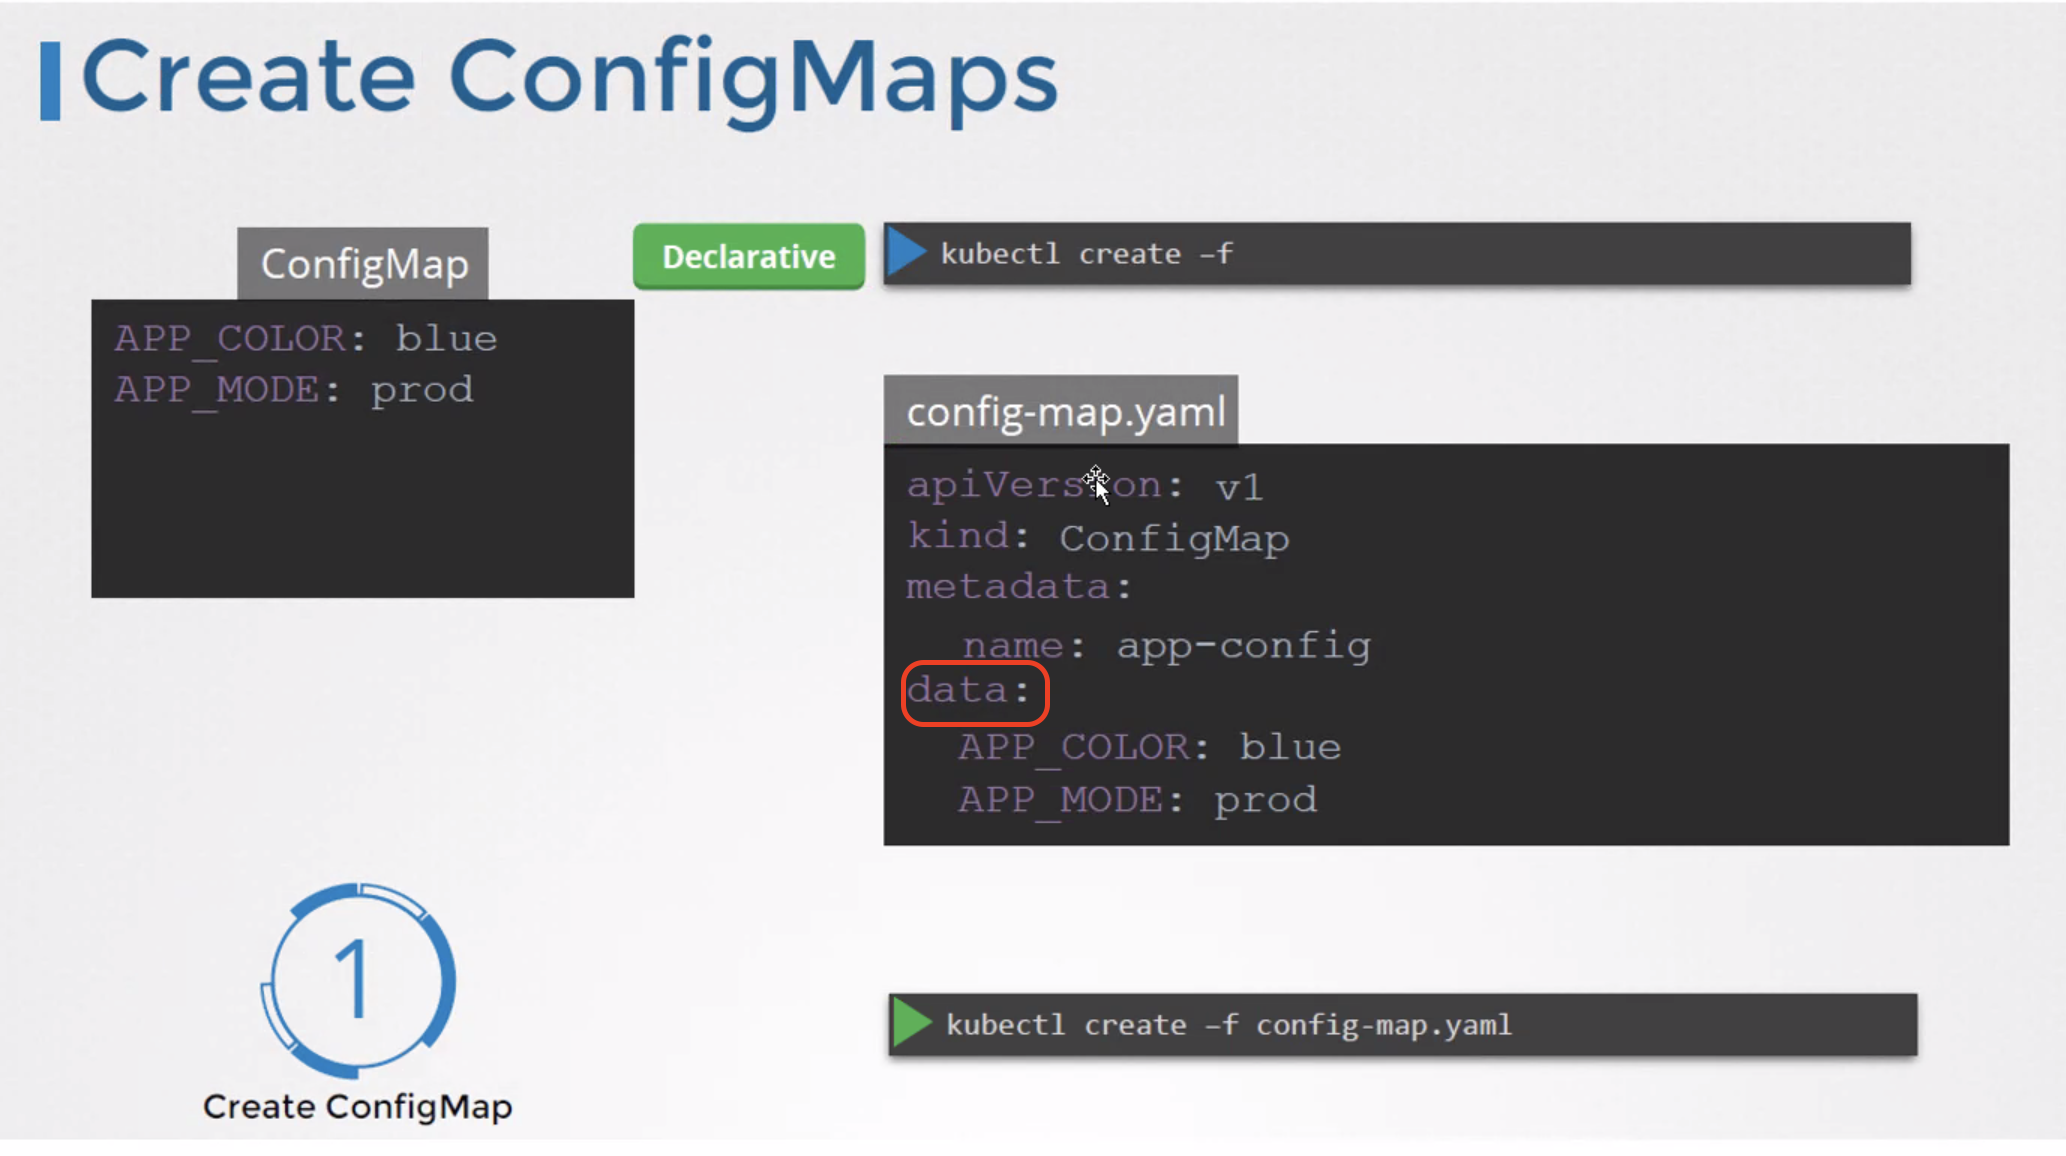 Create ConfigMaps
ConfigMap
APP_COLOR: blue
APP_MODE: prod
Declarative
kubectl create –f
config-map.yaml
apiVersion: v1
kind: ConfigMap
metadata:
  name: app-config
data:
  APP_COLOR: blue
  APP_MODE: prod
1
Create ConfigMap
kubectl create –f config-map.yaml